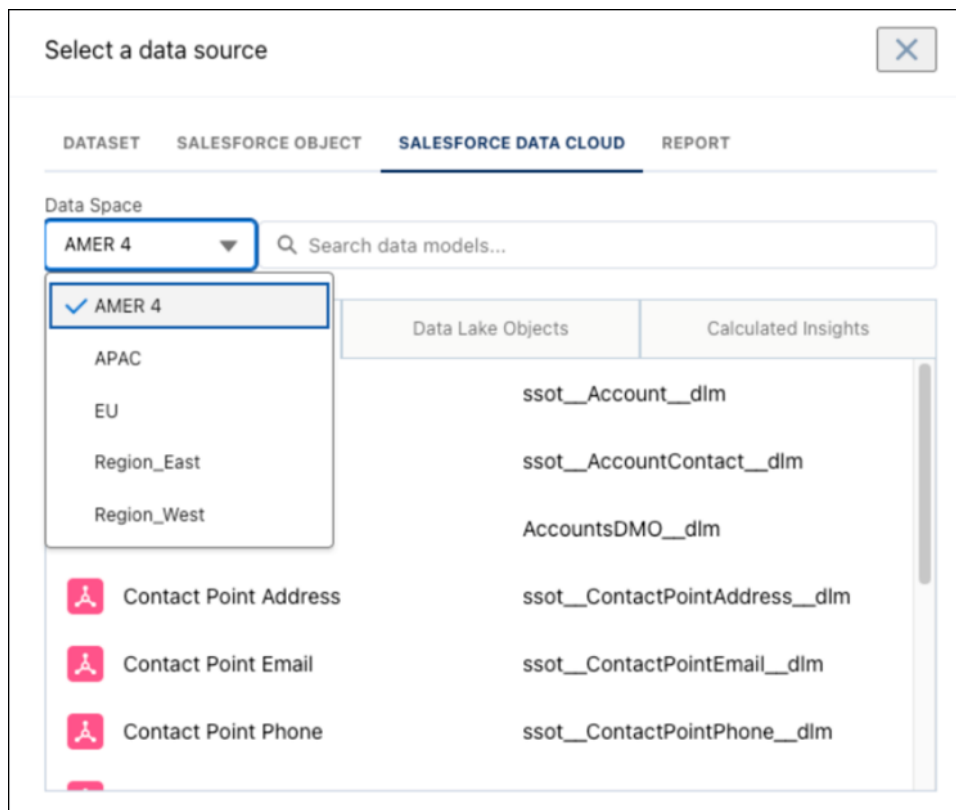 Select a data source
DATASET SALESFORCE OBJECT SALESFORCE DATA CLOUD REPORT
Data Space
AMER 4 Search data models...
AMER 4
APAC
EU
Region_East
Region_West
Data Lake Objects Calculated Insights
ssot__Account__dlm
ssot__AccountContact__dlm
AccountsDMO__dlm
Contact Point Address ssot__ContactPointAddress__dlm
Contact Point Email ssot__ContactPointEmail__dlm
Contact Point Phone ssot__ContactPointPhone__dlm